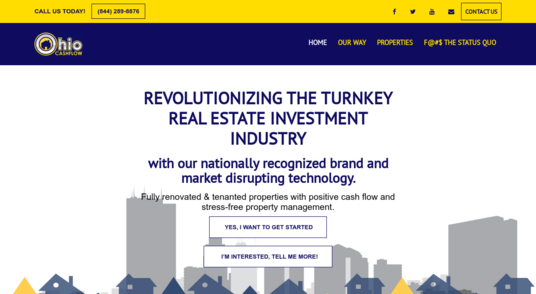 CALL US TODAY! (844) 289-8876
CONTACT US
Ohio
CASHFLOW
HOME OUR WAY PROPERTIES F@#$ THE STATUS QUO
REVOLUTIONIZING THE TURNKEY
REAL ESTATE INVESTMENT
INDUSTRY
with our nationally recognized brand and
market disrupting technology.
Fully renovated & tenanted properties with positive cash flow and
stress-free property management.
YES, I WANT TO GET STARTED
I'M INTERESTED, TELL ME MORE!